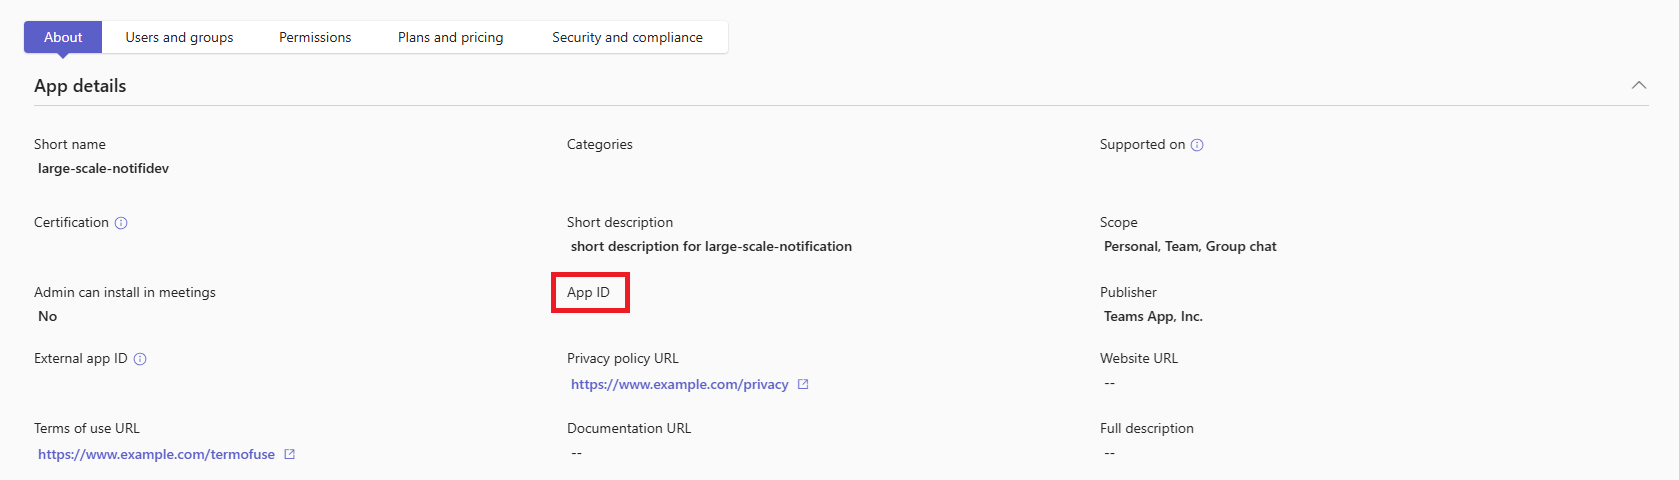 About
Users and groups
Permissions
Plans and pricing
Security and compliance
App details
Short name
large-scale-notifidev
Categories
Supported on
Certification
Short description
short description for large-scale-notification
Scope
Personal, Team, Group chat
Admin can install in meetings
No
App ID
Publisher
Teams App, Inc.
External app ID
Privacy policy URL
https://www.example.com/privacy
Website URL
--
Terms of use URL
https://www.example.com/termofuse
Documentation URL
--
Full description
--